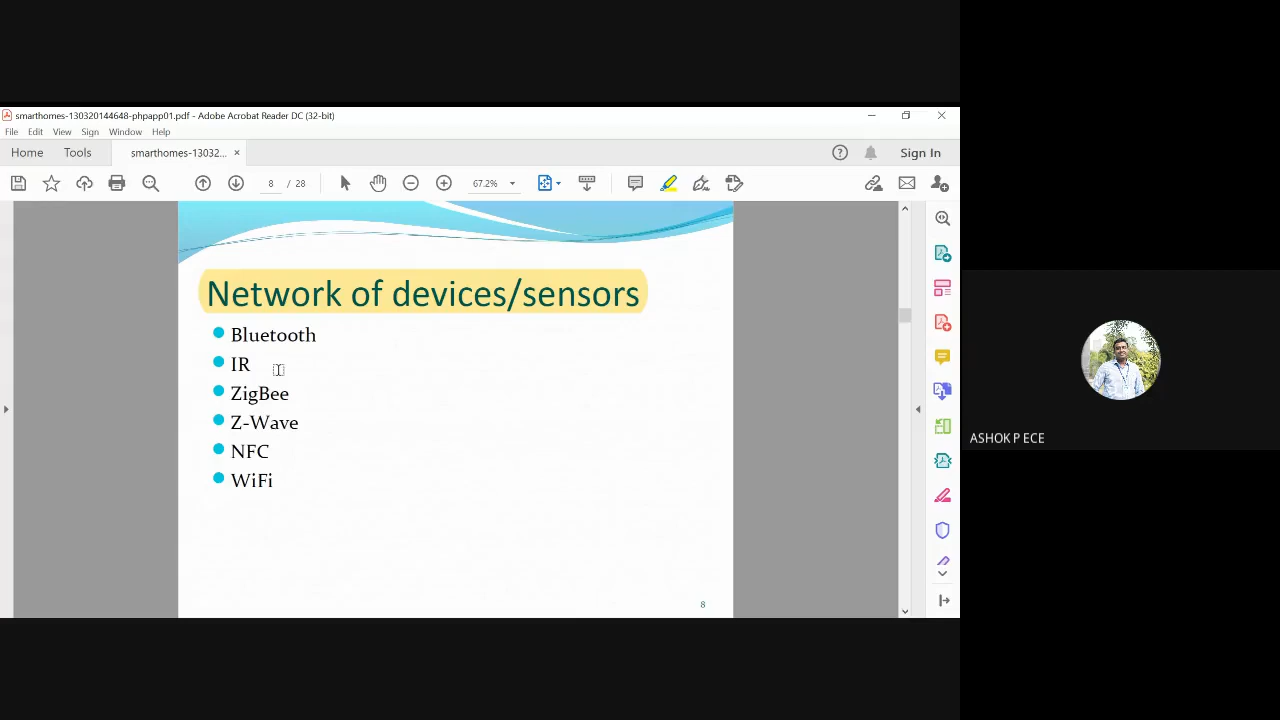 smarthomes-130320144648-phpapp01.pdf - Adobe Acrobat Reader DC (32-bit)
File Edit View Sign Window Help
Home Tools smarthomes-13032... × Sign In
8 / 28 67.2%
Network of devices/sensors
Bluetooth
IR
ZigBee
Z-Wave
NFC
WiFi
8
ASHOK P ECE